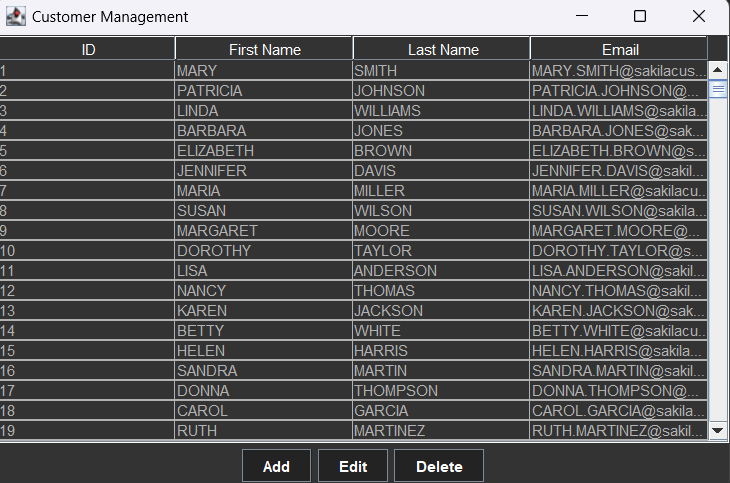 Customer Management
ID First Name Last Name Email
1 MARY SMITH MARY.SMITH@sakilacus...
2 PATRICIA JOHNSON PATRICIA.JOHNSON@...
3 LINDA WILLIAMS LINDA.WILLIAMS@sakila...
4 BARBARA JONES BARBARA.JONES@sak...
5 ELIZABETH BROWN ELIZABETH.BROWN@s...
6 JENNIFER DAVIS JENNIFER.DAVIS@sakil...
7 MARIA MILLER MARIA.MILLER@sakilacu...
8 SUSAN WILSON SUSAN.WILSON@sakila...
9 MARGARET MOORE MARGARET.MOORE@...
10 DOROTHY TAYLOR DOROTHY.TAYLOR@s...
11 LISA ANDERSON LISA.ANDERSON@sakil...
12 NANCY THOMAS NANCY.THOMAS@sakil...
13 KAREN JACKSON KAREN.JACKSON@sak...
14 BETTY WHITE BETTY.WHITE@sakilacu...
15 HELEN HARRIS HELEN.HARRIS@sakila...
16 SANDRA MARTIN SANDRA.MARTIN@sakil...
17 DONNA THOMPSON DONNA.THOMPSON@...
18 CAROL GARCIA CAROL.GARCIA@sakila...
19 RUTH MARTINEZ RUTH.MARTINEZ@sakil...
Add Edit Delete